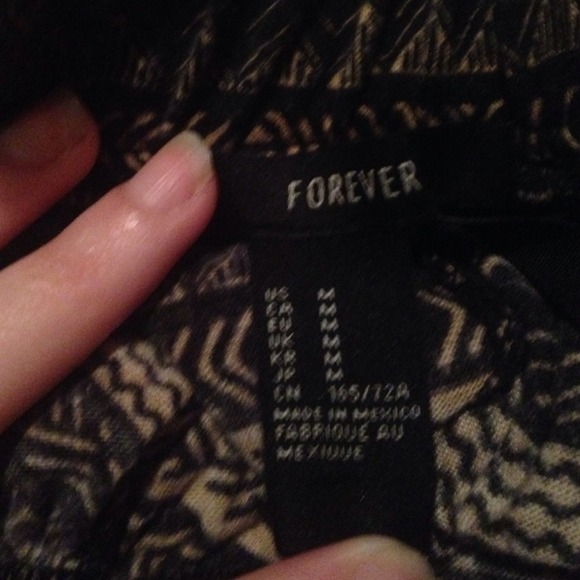 FOREVER
US M
CA M
EU M
UK M
KR M
JP M
CN 165/72A
MADE IN MEXICO
FABRIQUE AU
MEXIQUE